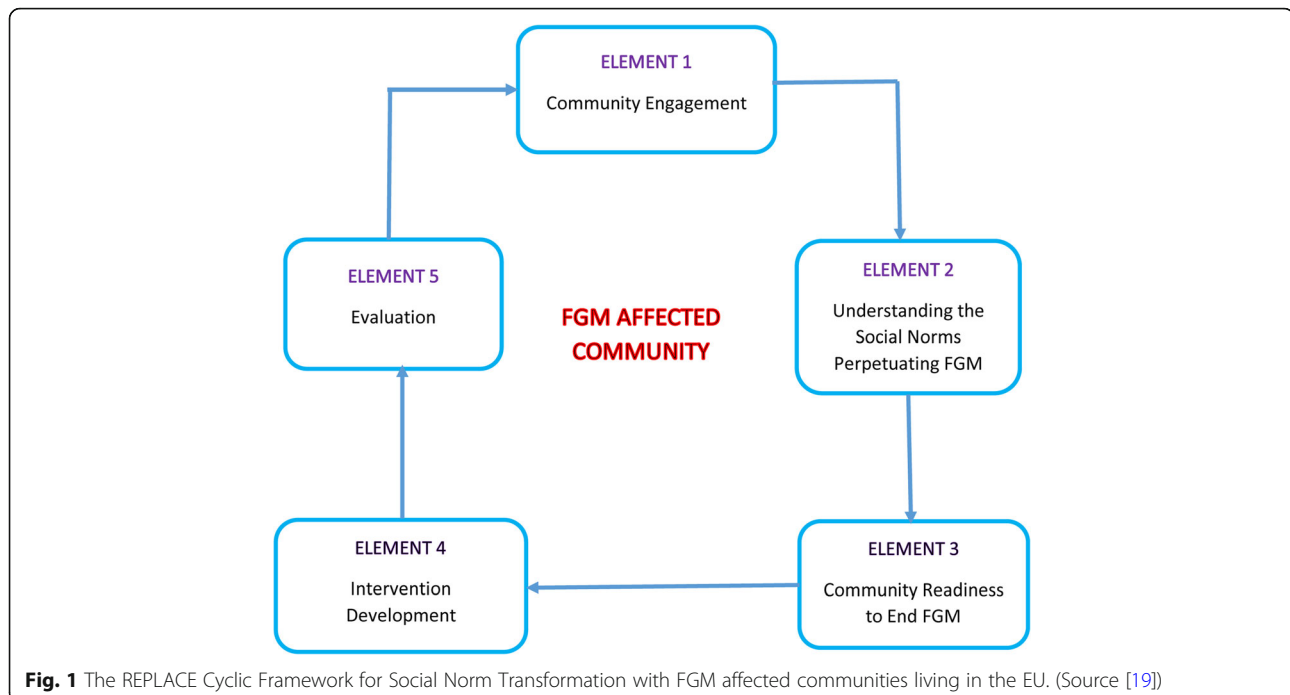 ELEMENT 1
Community Engagement
ELEMENT 2
Understanding the
Social Norms
Perpetuating FGM
ELEMENT 3
Community Readiness
to End FGM
ELEMENT 4
Intervention
Development
ELEMENT 5
Evaluation
FGM AFFECTED
COMMUNITY
Fig. 1 The REPLACE Cyclic Framework for Social Norm Transformation with FGM affected communities living in the EU. (Source [19])